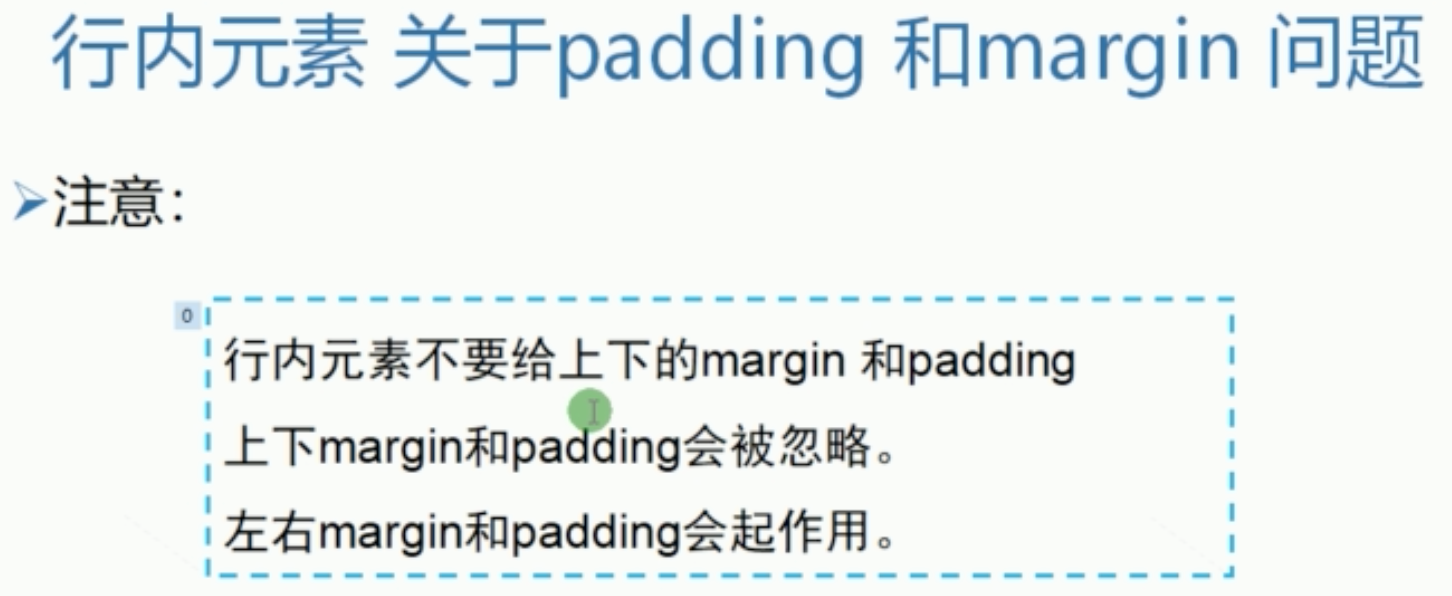 行内元素 关于padding 和margin 问题
注意：
0
行内元素不要给上下的margin 和padding
上下margin和padding会被忽略。
左右margin和padding会起作用。